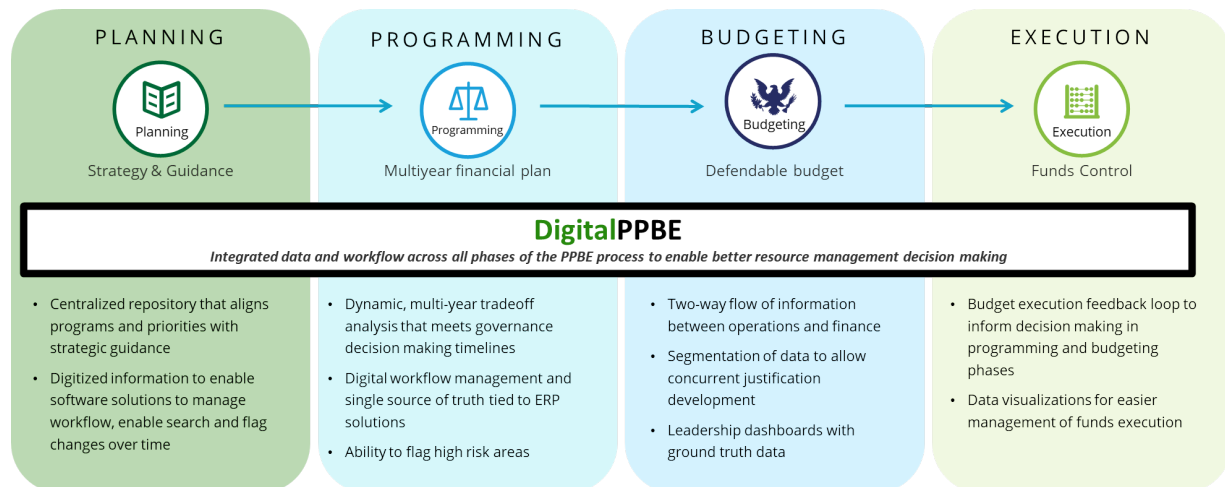 PLANNING
Planning
Strategy & Guidance
PROGRAMMING
Programming
Multiyear financial plan
BUDGETING
Budgeting
Defendable budget
EXECUTION
Execution
Funds Control
DigitalPPBE
Integrated data and workflow across all phases of the PPBE process to enable better resource management decision making
• Centralized repository that aligns
programs and priorities with
strategic guidance
• Digitized information to enable
software solutions to manage
workflow, enable search and flag
changes over time
• Dynamic, multi-year tradeoff
analysis that meets governance
decision making timelines
• Digital workflow management and
single source of truth tied to ERP
solutions
• Ability to flag high risk areas
• Two-way flow of information
between operations and finance
• Segmentation of data to allow
concurrent justification
development
• Leadership dashboards with
ground truth data
• Budget execution feedback loop to
inform decision making in
programming and budgeting
phases
• Data visualizations for easier
management of funds execution